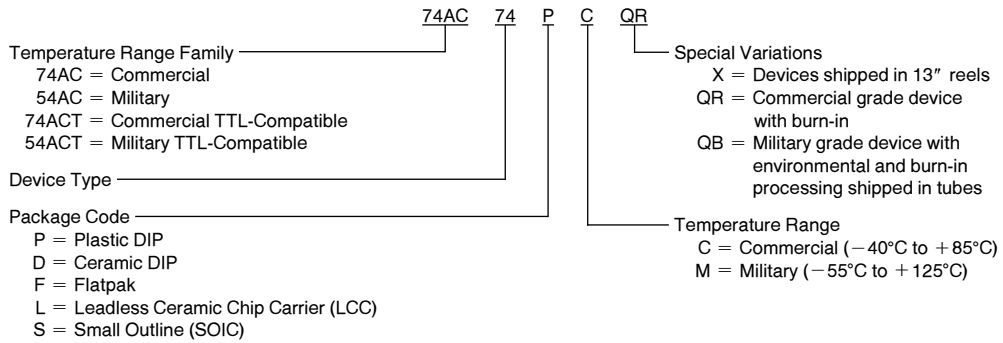 74AC 74 P C QR
Temperature Range Family
74AC = Commercial
54AC = Military
74ACT = Commercial TTL-Compatible
54ACT = Military TTL-Compatible
Device Type
Package Code
P = Plastic DIP
D = Ceramic DIP
F = Flatpak
L = Leadless Ceramic Chip Carrier (LCC)
S = Small Outline (SOIC)
Special Variations
X = Devices shipped in 13″ reels
QR = Commercial grade device
with burn-in
QB = Military grade device with
environmental and burn-in
processing shipped in tubes
Temperature Range
C = Commercial (−40°C to +85°C)
M = Military (−55°C to +125°C)